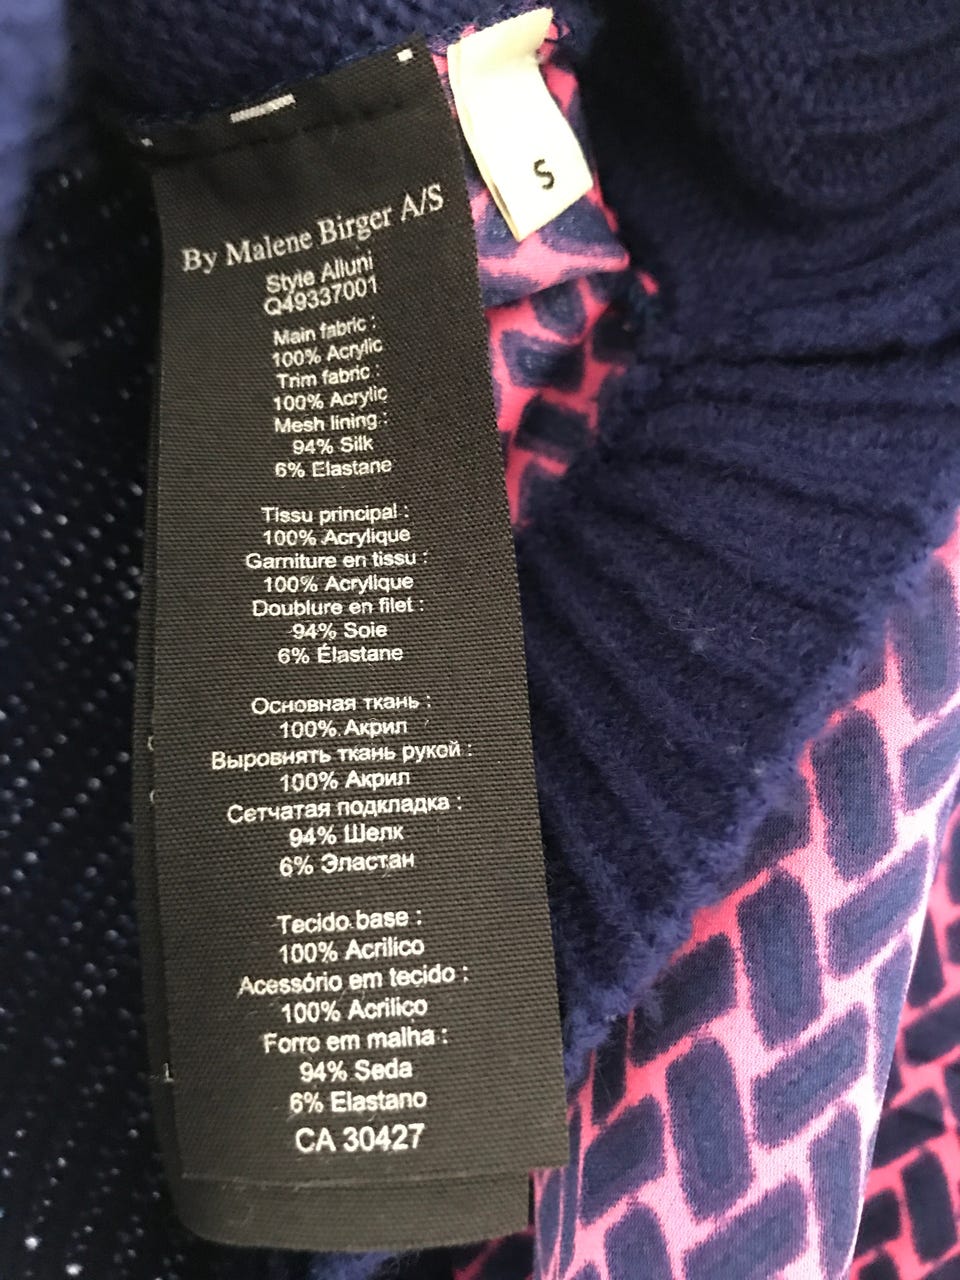 S
By Malene Birger A/S
Style Alluni
Q49337001
Main fabric :
100% Acrylic
Trim fabric :
100% Acrylic
Mesh lining :
94% Silk
6% Elastane
Tissu principal :
100% Acrylique
Garniture en tissu :
100% Acrylique
Doublure en filet :
94% Soie
6% Élastane
Основная ткань :
100% Акрил
Выровнять ткань рукой :
100% Акрил
Сетчатая подкладка :
94% Шелк
6% Эластан
Tecido base :
100% Acrilico
Acessório em tecido :
100% Acrilico
Forro em malha :
94% Seda
6% Elastano
CA 30427